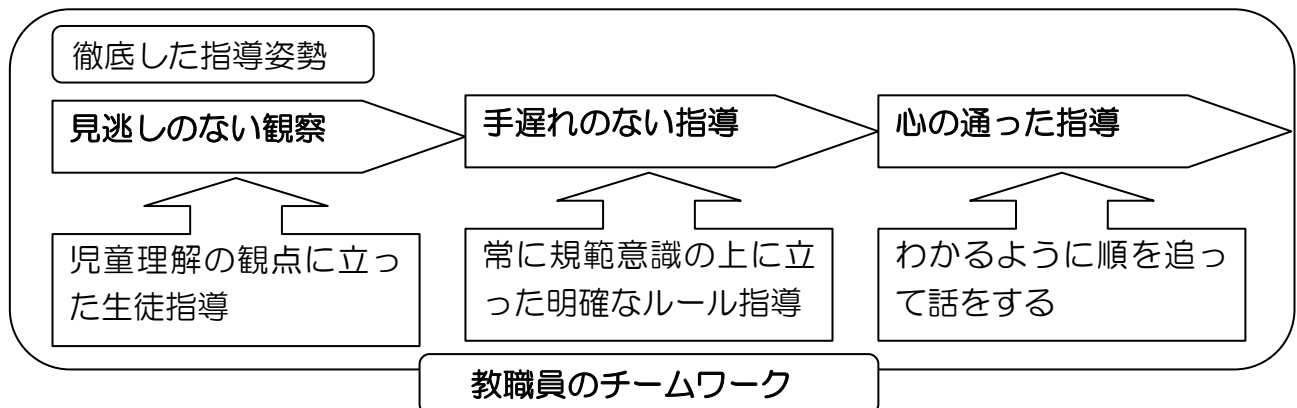 徹底した指導姿勢
見逃しのない観察
手遅れのない指導
心の通った指導
児童理解の観点に立っ
た生徒指導
常に規範意識の上に立
った明確なルール指導
わかるように順を追っ
て話をする
教職員のチームワーク